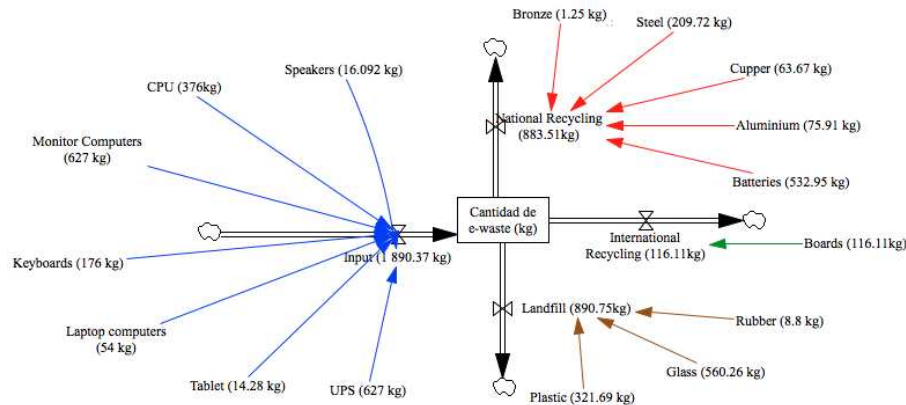 Bronze (1.25 kg)
Steel (209.72 kg)
Speakers (16.092 kg)
CPU (376kg)
Cupper (63.67 kg)
Monitor Computers
(627 kg)
National Recycling
(883.51kg)
Aluminium (75.91 kg)
Batteries (532.95 kg)
Cantidad de
e-waste (kg)
Keyboards (176 kg)
Input (1 890.37 kg)
International
Recycling (116.11kg)
Boards (116.11kg)
Laptop computers
(54 kg)
Landfill (890.75kg)
Rubber (8.8 kg)
Tablet (14.28 kg)
UPS (627 kg)
Glass (560.26 kg)
Plastic (321.69 kg)